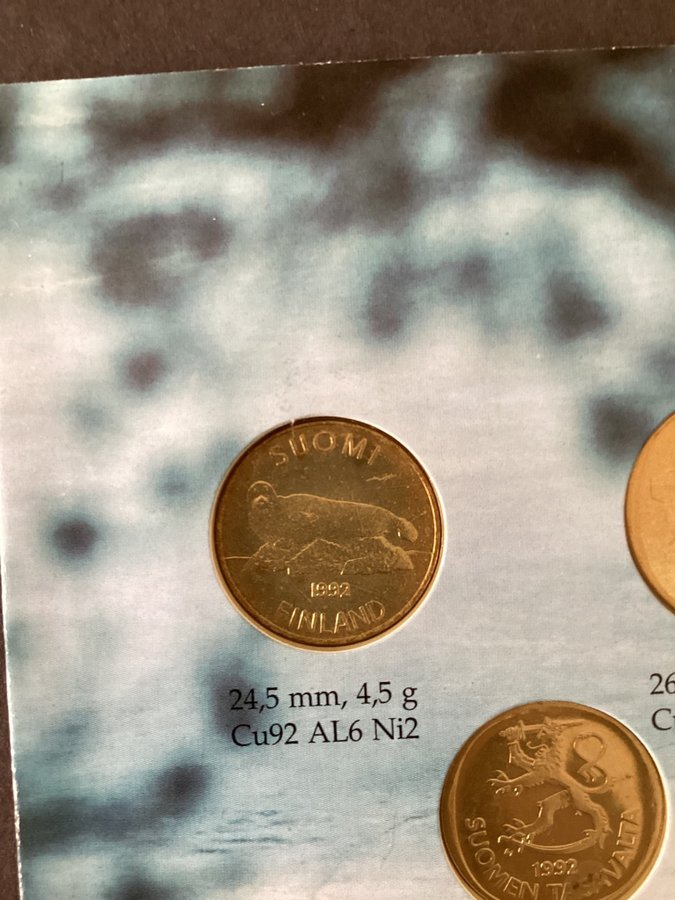 SUOMI
1992
FINLAND
24,5 mm, 4,5 g
Cu92 AL6 Ni2
26
SUOMEN TASAVALTA
1992